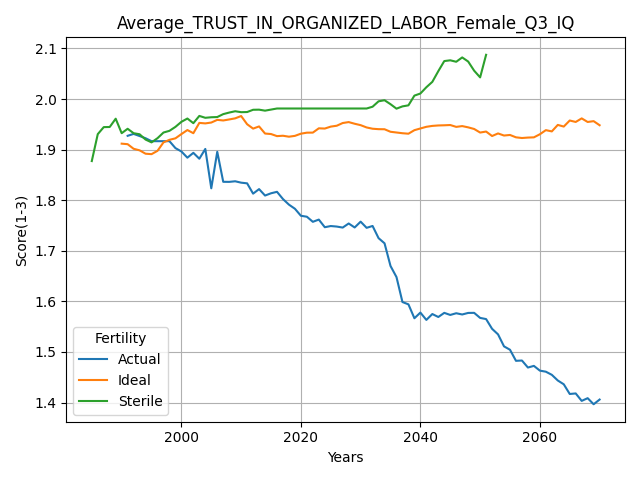 Average_TRUST_IN_ORGANIZED_LABOR_Female_Q3_IQ
Score(1-3)
2.1
2.0
1.9
1.8
1.7
1.6
1.5
1.4
Fertility
Actual
Ideal
Sterile
2000
2020
2040
2060
Years